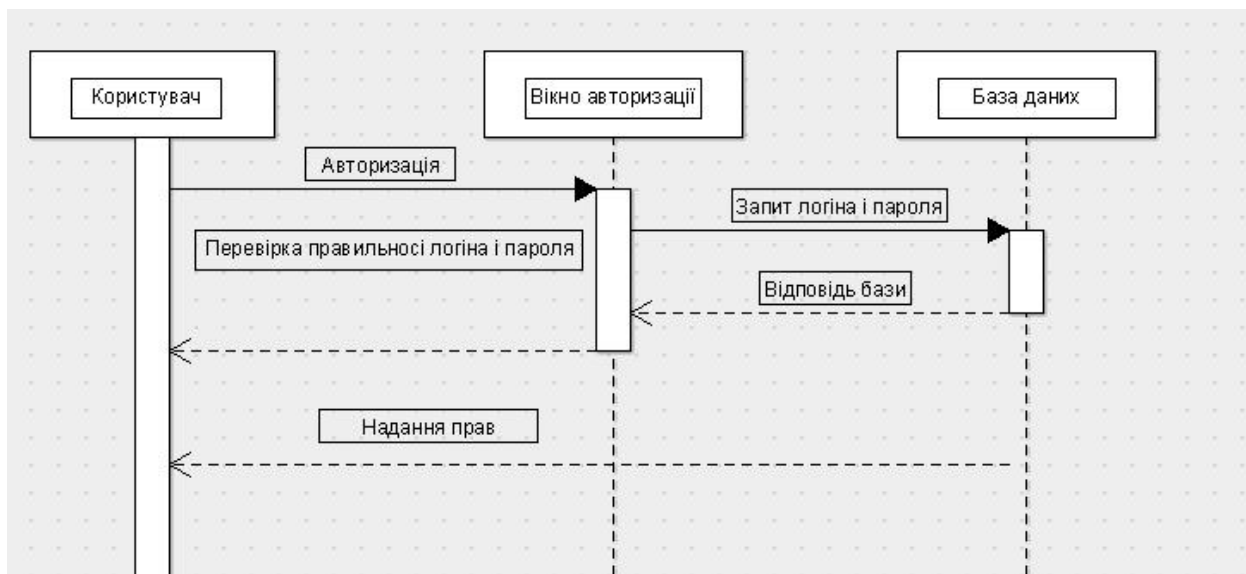 Користувач
Вікно авторизації
База даних
Авторизація
Запит логіна і пароля
Перевірка правильносі логіна і пароля
Відповідь бази
Надання прав